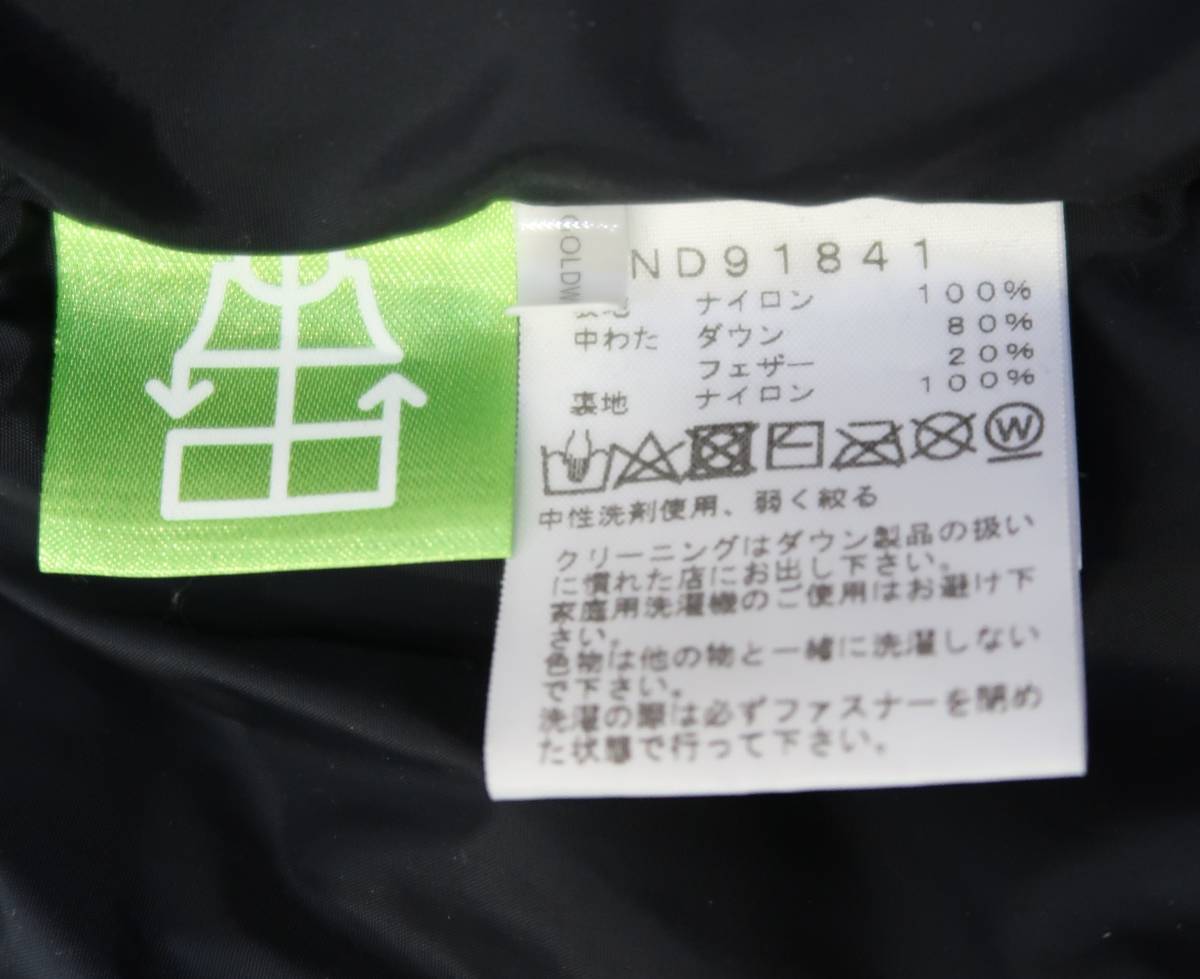 COLDW
ND91841
ナイロン 100%
中わた ダウン 80%
フェザー 20%
裏地 ナイロン 100%
W
中性洗剤使用、弱く絞る
クリーニングはダウン製品の扱い
に慣れた店にお出し下さい。
家庭用洗濯機のご使用はお避け下
さい。
色物は他の物と一緒に洗濯しない
で下さい。
洗濯の際は必ずファスナーを閉め
た状態で行って下さい。